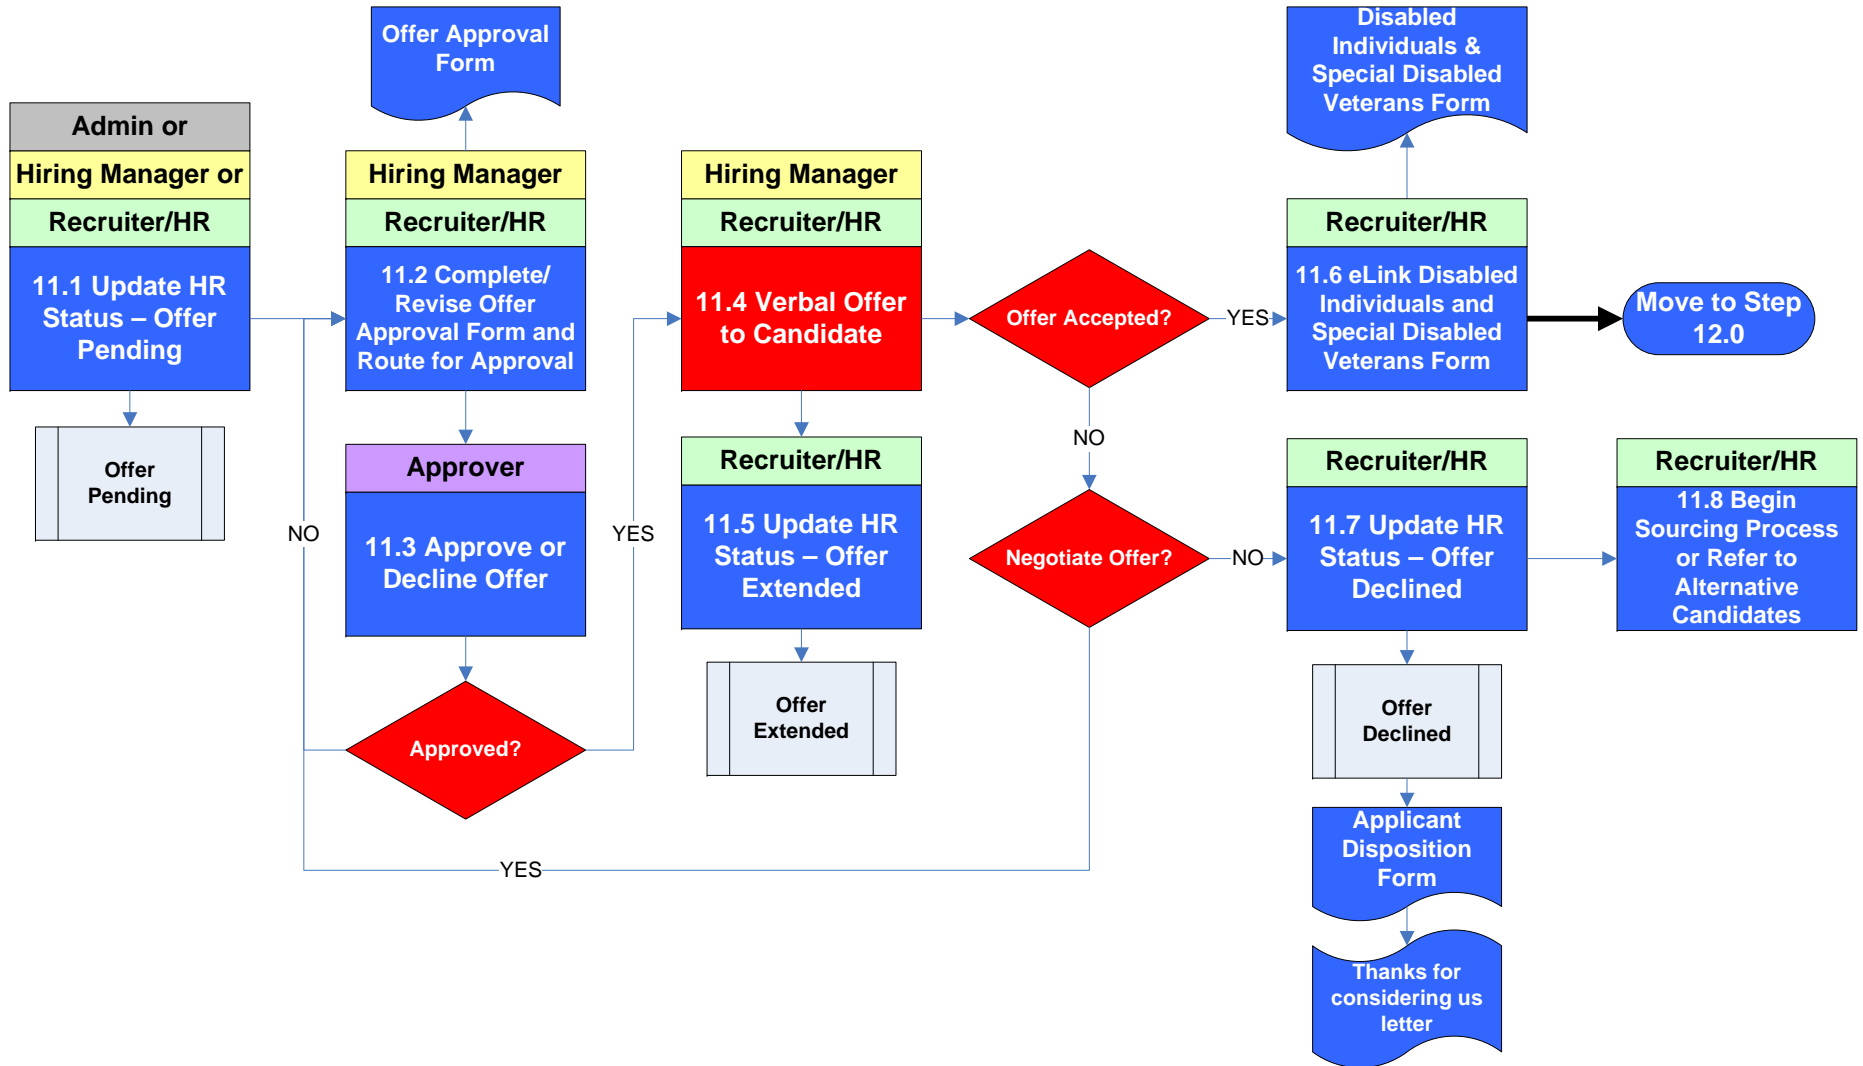 Offer Approval
Form
Disabled
Individuals &
Special Disabled
Veterans Form
Admin or
Hiring Manager or
Recruiter/HR
11.1 Update HR
Status – Offer
Pending
Offer
Pending
Hiring Manager
Recruiter/HR
11.2 Complete/
Revise Offer
Approval Form and
Route for Approval
Approver
11.3 Approve or
Decline Offer
Approved?
NO
YES
Hiring Manager
Recruiter/HR
11.4 Verbal Offer
to Candidate
Recruiter/HR
11.5 Update HR
Status – Offer
Extended
Offer
Extended
Offer Accepted?
YES
NO
Negotiate Offer?
NO
YES
Recruiter/HR
11.6 eLink Disabled
Individuals and
Special Disabled
Veterans Form
Move to Step
12.0
Recruiter/HR
11.7 Update HR
Status – Offer
Declined
Recruiter/HR
11.8 Begin
Sourcing Process
or Refer to
Alternative
Candidates
Offer
Declined
Applicant
Disposition
Form
Thanks for
considering us
letter